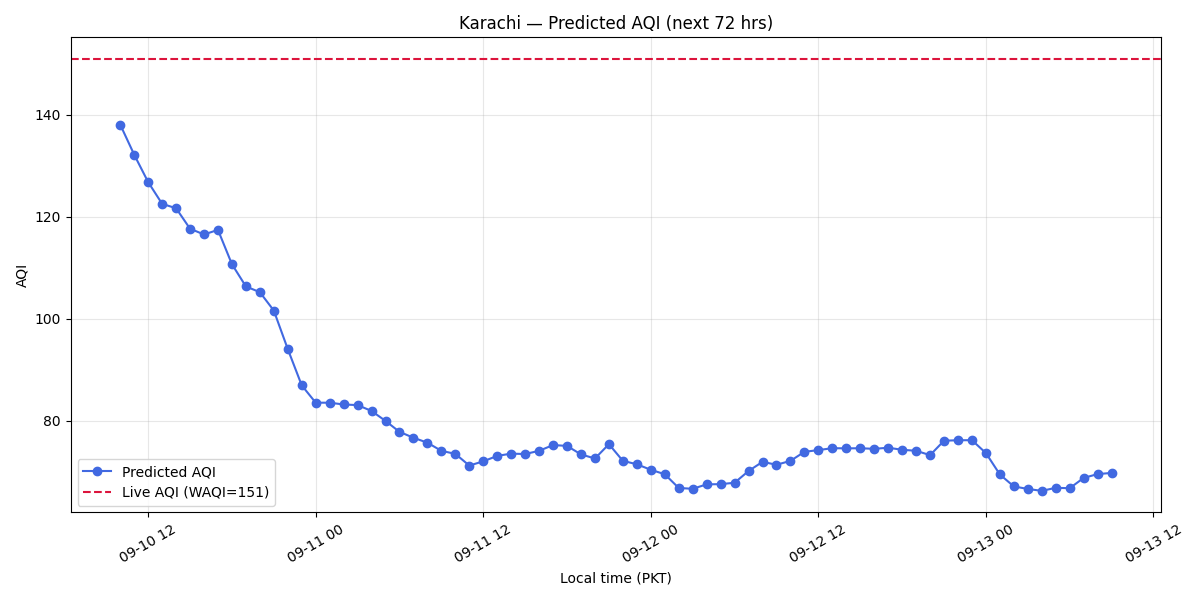 Karachi — Predicted AQI (next 72 hrs)
140
120
100
80
AQI
Predicted AQI
Live AQI (WAQI=151)
09-10 12
09-11 00
09-11 12
09-12 00
09-12 12
09-13 00
09-13 12
Local time (PKT)